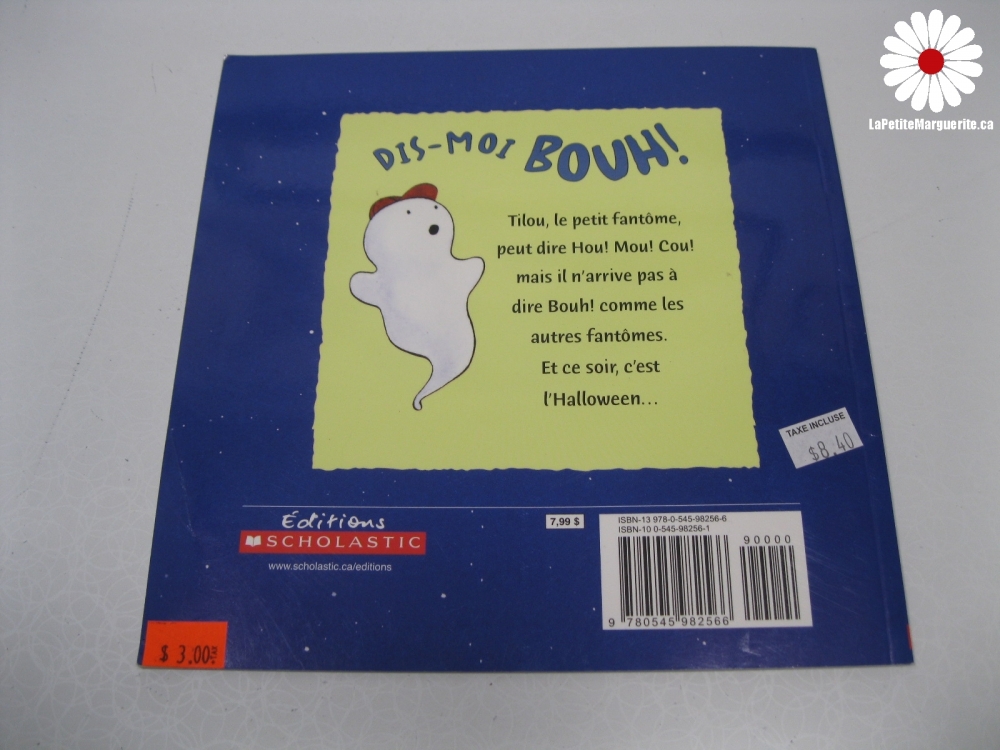 LaPetiteMarguerite.ca
DIS-MOI BOUH!
Tilou, le petit fantôme,
peut dire Hou! Mou! Cou!
mais il n'arrive pas à
dire Bouh! comme les
autres fantômes.
Et ce soir, c'est
l'Halloween...
TAXE INCLUSE
$8.40
Éditions
SCHOLASTIC
www.scholastic.ca/editions
7,99 $
ISBN-13 978-0-545-98256-6
ISBN-10 0-545-98256-1
90000
9 780545 982566
$ 3.00